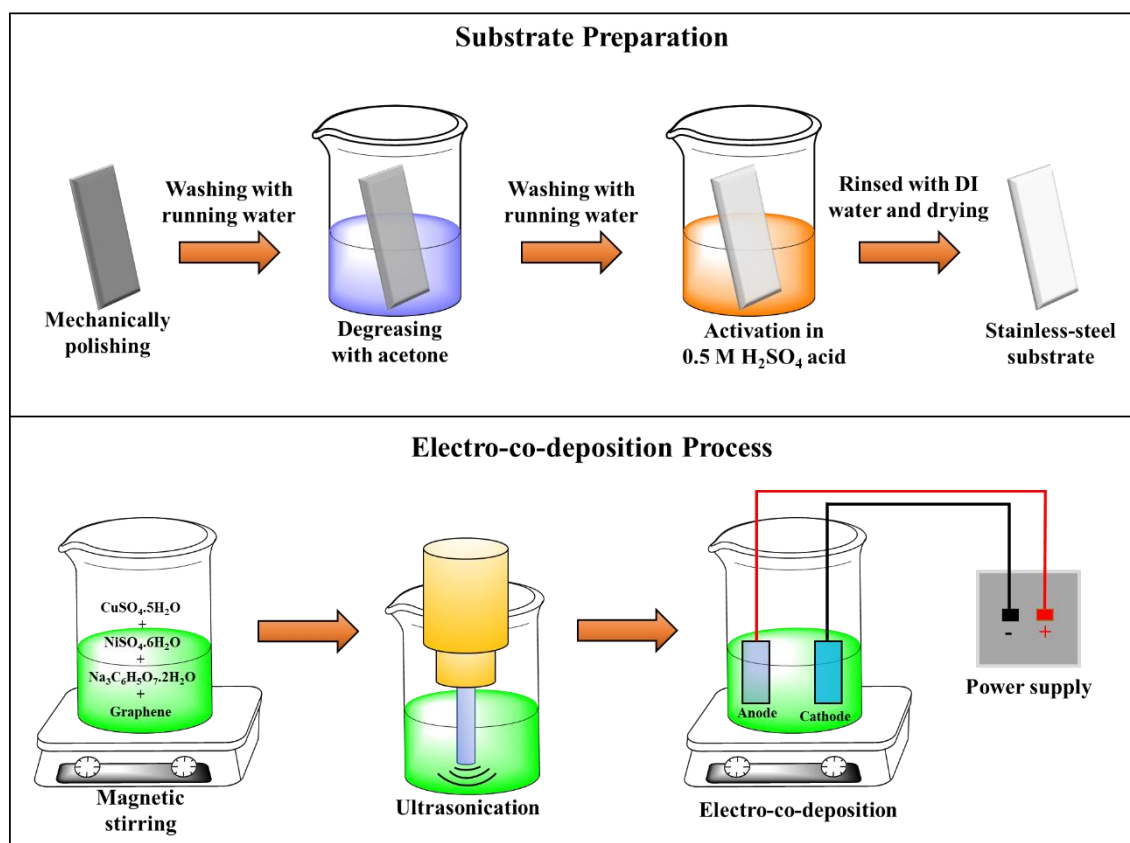 Substrate Preparation
Washing with
running water
Washing with
running water
Rinsed with DI
water and drying
Mechanically
polishing
Degreasing
with acetone
Activation in
0.5 M H₂SO₄ acid
Stainless-steel
substrate
Electro-co-deposition Process
CuSO₄.5H₂O
+
NiSO₄.6H₂O
+
Na₃C₆H₅O₇.2H₂O
+
Graphene
Magnetic
stirring
Ultrasonication
Anode
Cathode
Electro-co-deposition
- +
Power supply